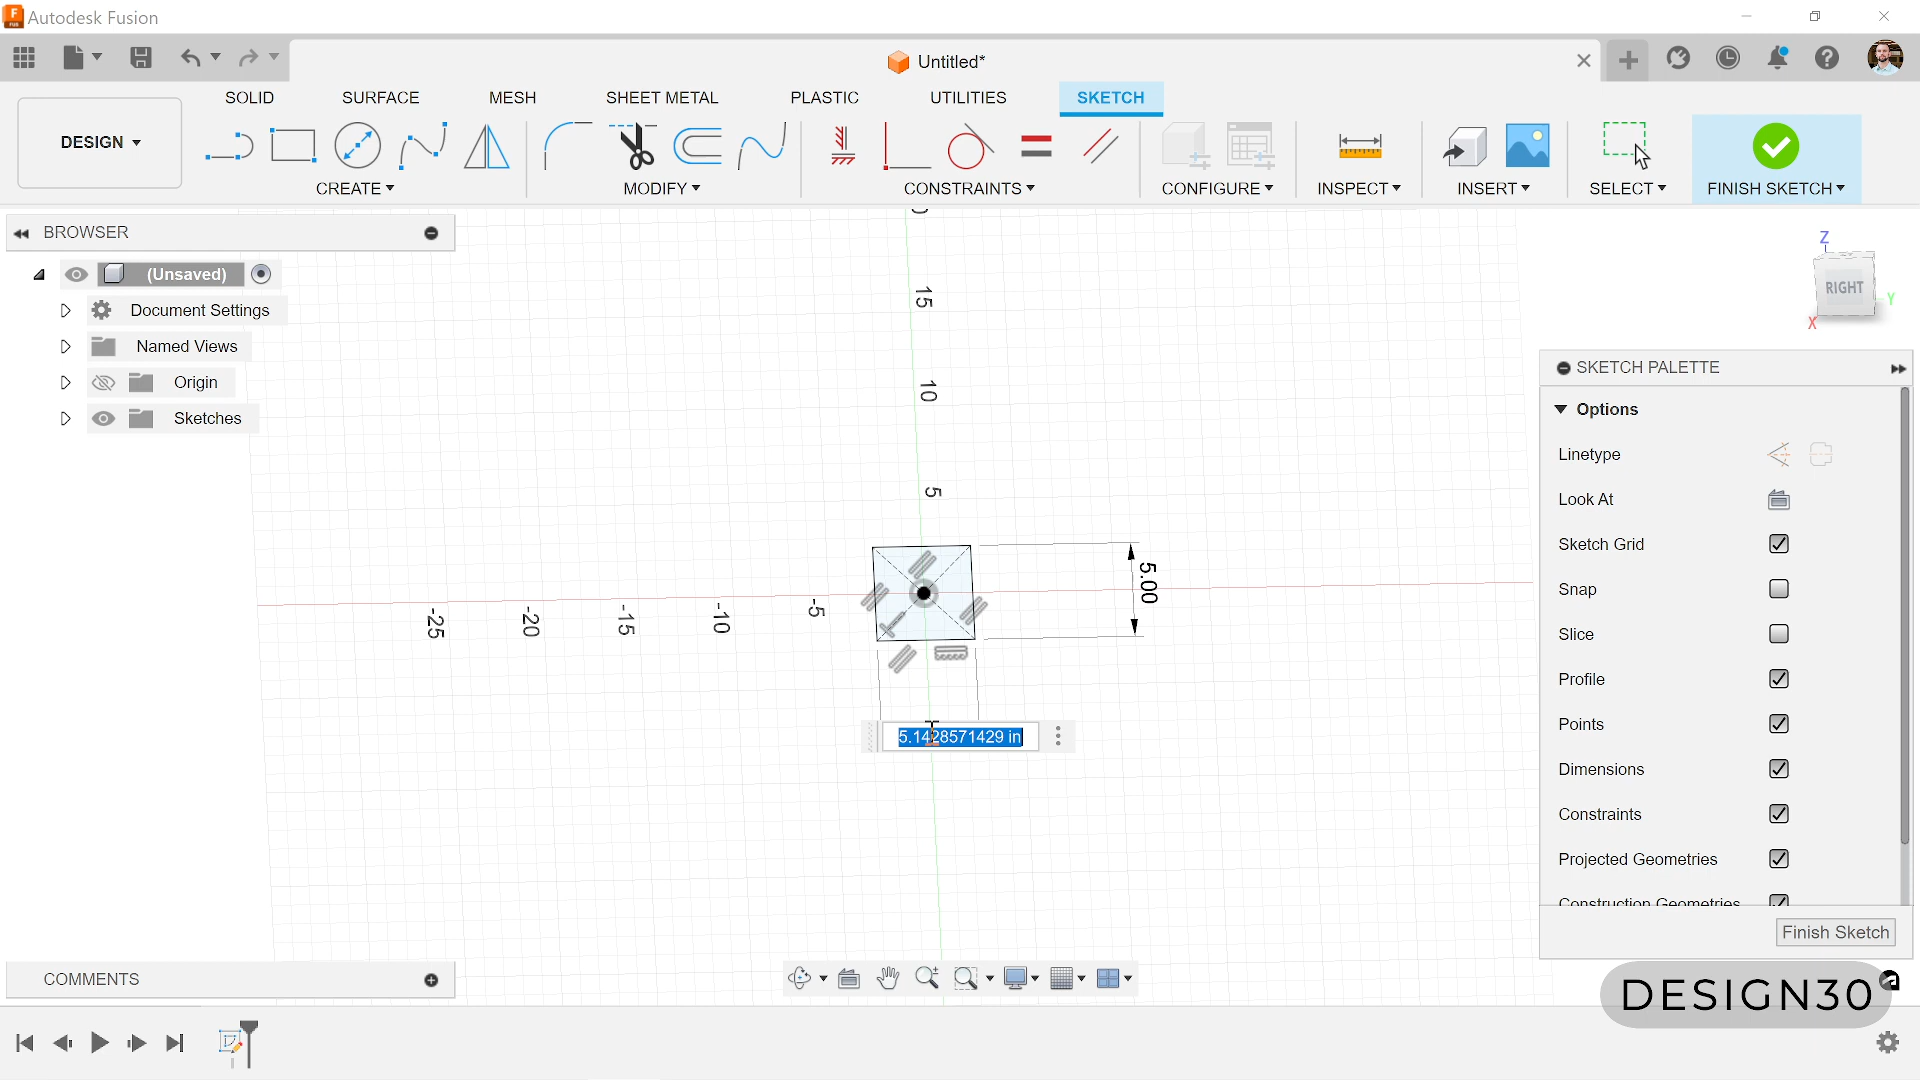 Autodesk Fusion
Untitled*
SOLID
SURFACE
MESH
SHEET METAL
PLASTIC
UTILITIES
SKETCH
DESIGN
CREATE
MODIFY
CONSTRAINTS
CONFIGURE
INSPECT
INSERT
SELECT
FINISH SKETCH
BROWSER
(Unsaved)
Document Settings
Named Views
Origin
Sketches
15
10
5
-25
-20
-15
-10
-5
5.00
5.1428571429 in
Z
RIGHT
Y
X
SKETCH PALETTE
Options
Linetype
Look At
Sketch Grid
Snap
Slice
Profile
Points
Dimensions
Constraints
Projected Geometries
Construction Geometries
Finish Sketch
COMMENTS
DESIGN30